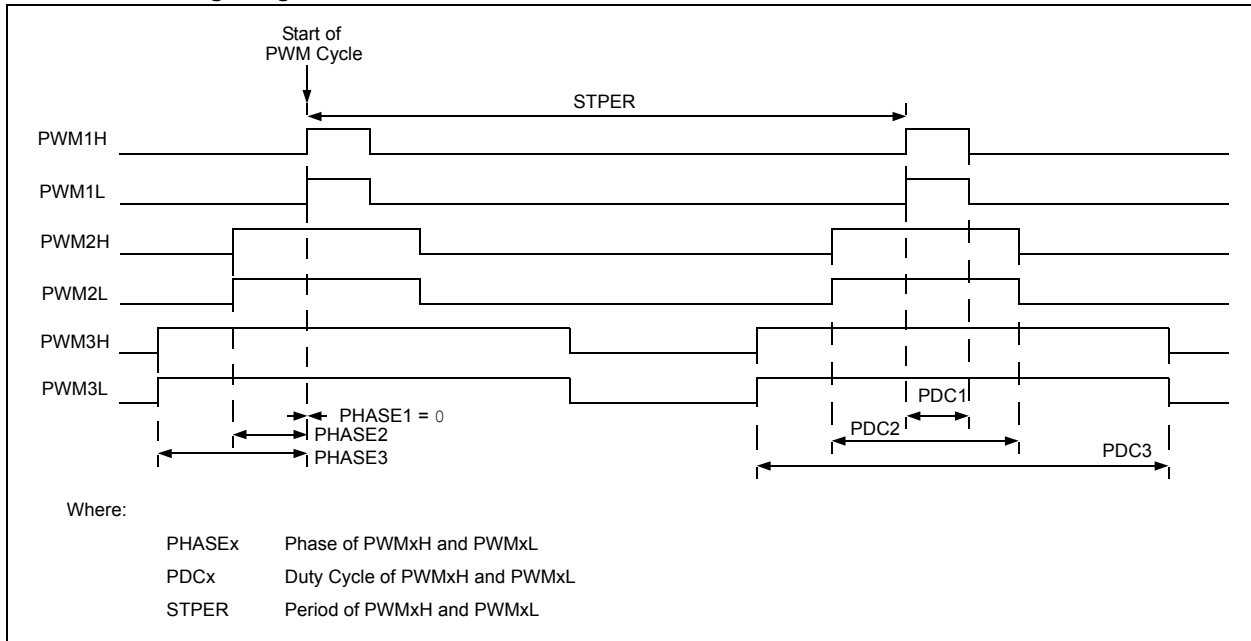 Start of
PWM Cycle
STPER
PWM1H
PWM1L
PWM2H
PWM2L
PWM3H
PWM3L
PHASE1 = 0
PHASE2
PHASE3
PDC1
PDC2
PDC3
Where:
PHASEx Phase of PWMxH and PWMxL
PDCx Duty Cycle of PWMxH and PWMxL
STPER Period of PWMxH and PWMxL